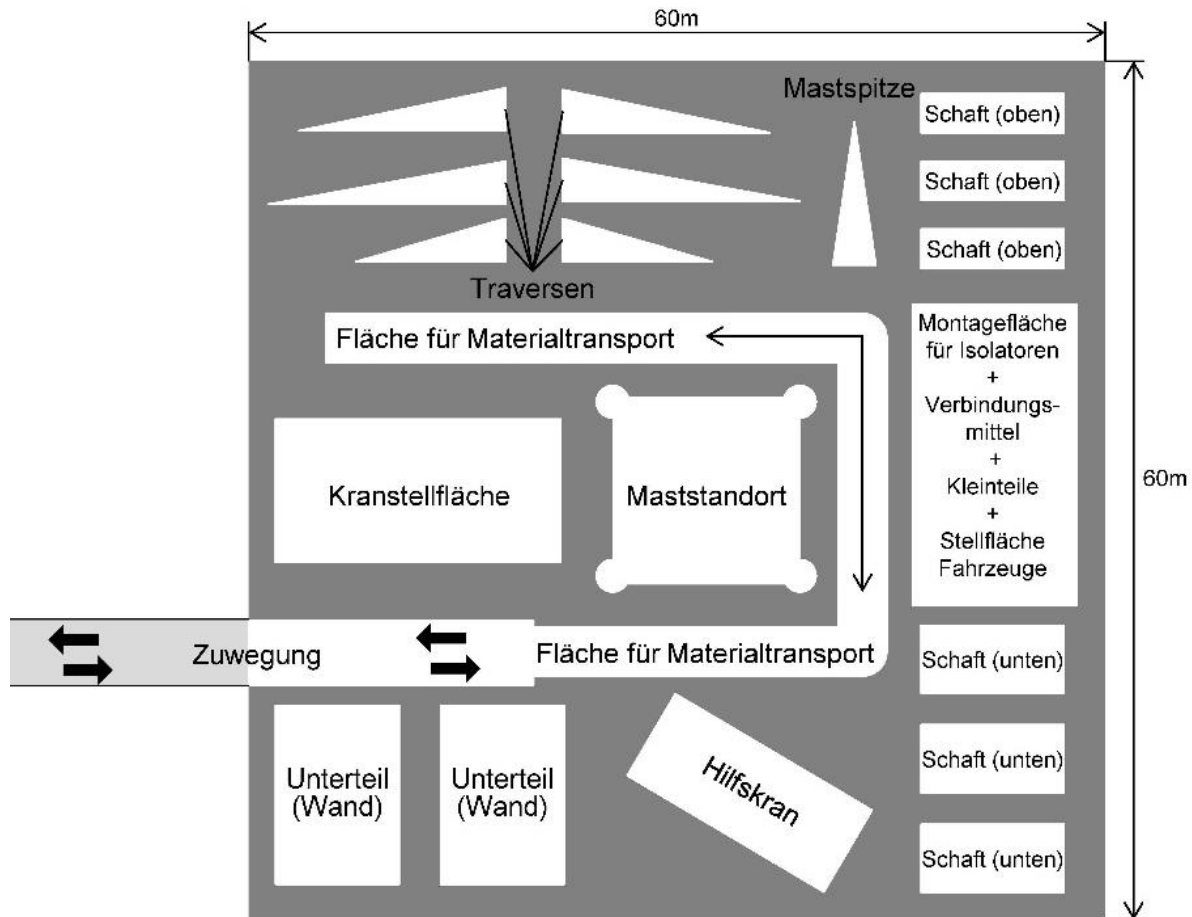 60m
Mastspitze
Schaft (oben)
Schaft (oben)
Schaft (oben)
Traversen
Fläche für Materialtransport
Montagefläche
für Isolatoren
+
Verbindungs-
mittel
+
Kleinteile
+
Stellfläche
Fahrzeuge
60m
Kranstellfläche
Maststandort
Zuwegung
Fläche für Materialtransport
Schaft (unten)
Unterteil
(Wand)
Unterteil
(Wand)
Hilfskran
Schaft (unten)
Schaft (unten)